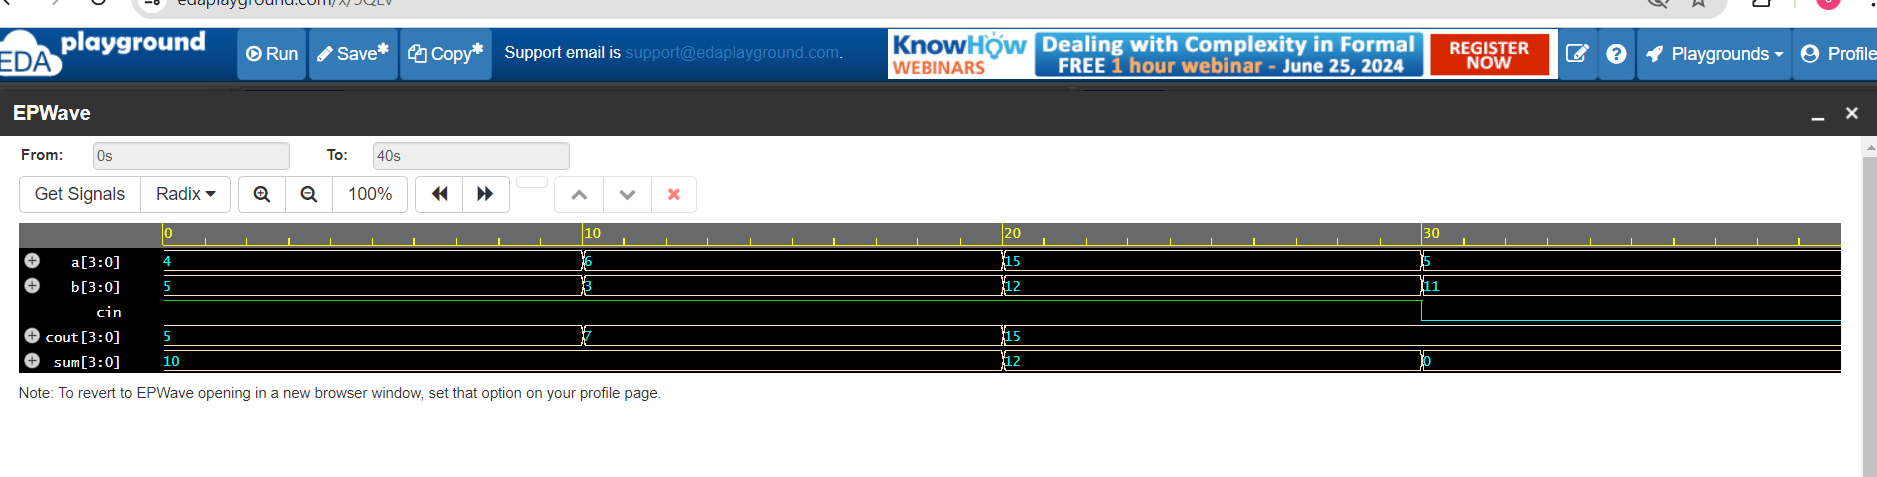 edaplayground.com/x/9QLv
EDA playground
Run Save* Copy* Support email is support@edaplayground.com.
KnowHow WEBINARS
Dealing with Complexity in Formal
FREE 1 hour webinar - June 25, 2024
REGISTER NOW
Playgrounds Profile
EPWave
From: 0s To: 40s
Get Signals Radix 100%
0 10 20 30
a[3:0] 4 6 15 5
b[3:0] 5 3 12 11
cin
cout[3:0] 5 7 15
sum[3:0] 10 12 0
Note: To revert to EPWave opening in a new browser window, set that option on your profile page.